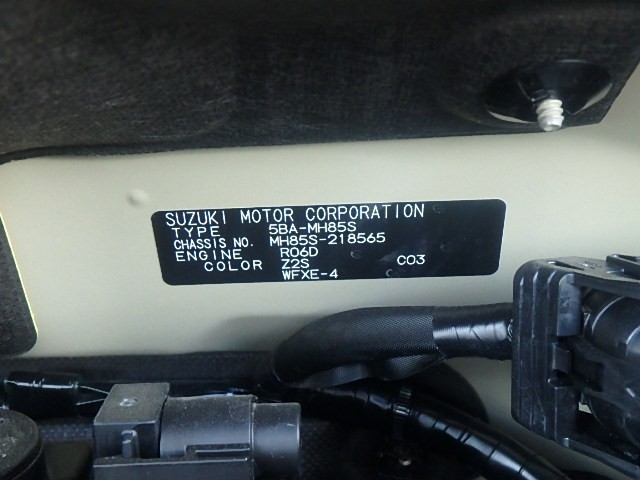 SUZUKI MOTOR CORPORATION
TYPE 5BA-MH85S
CHASSIS NO. MH85S-218565
ENGINE R06D
COLOR Z2S C03
WFXE-4